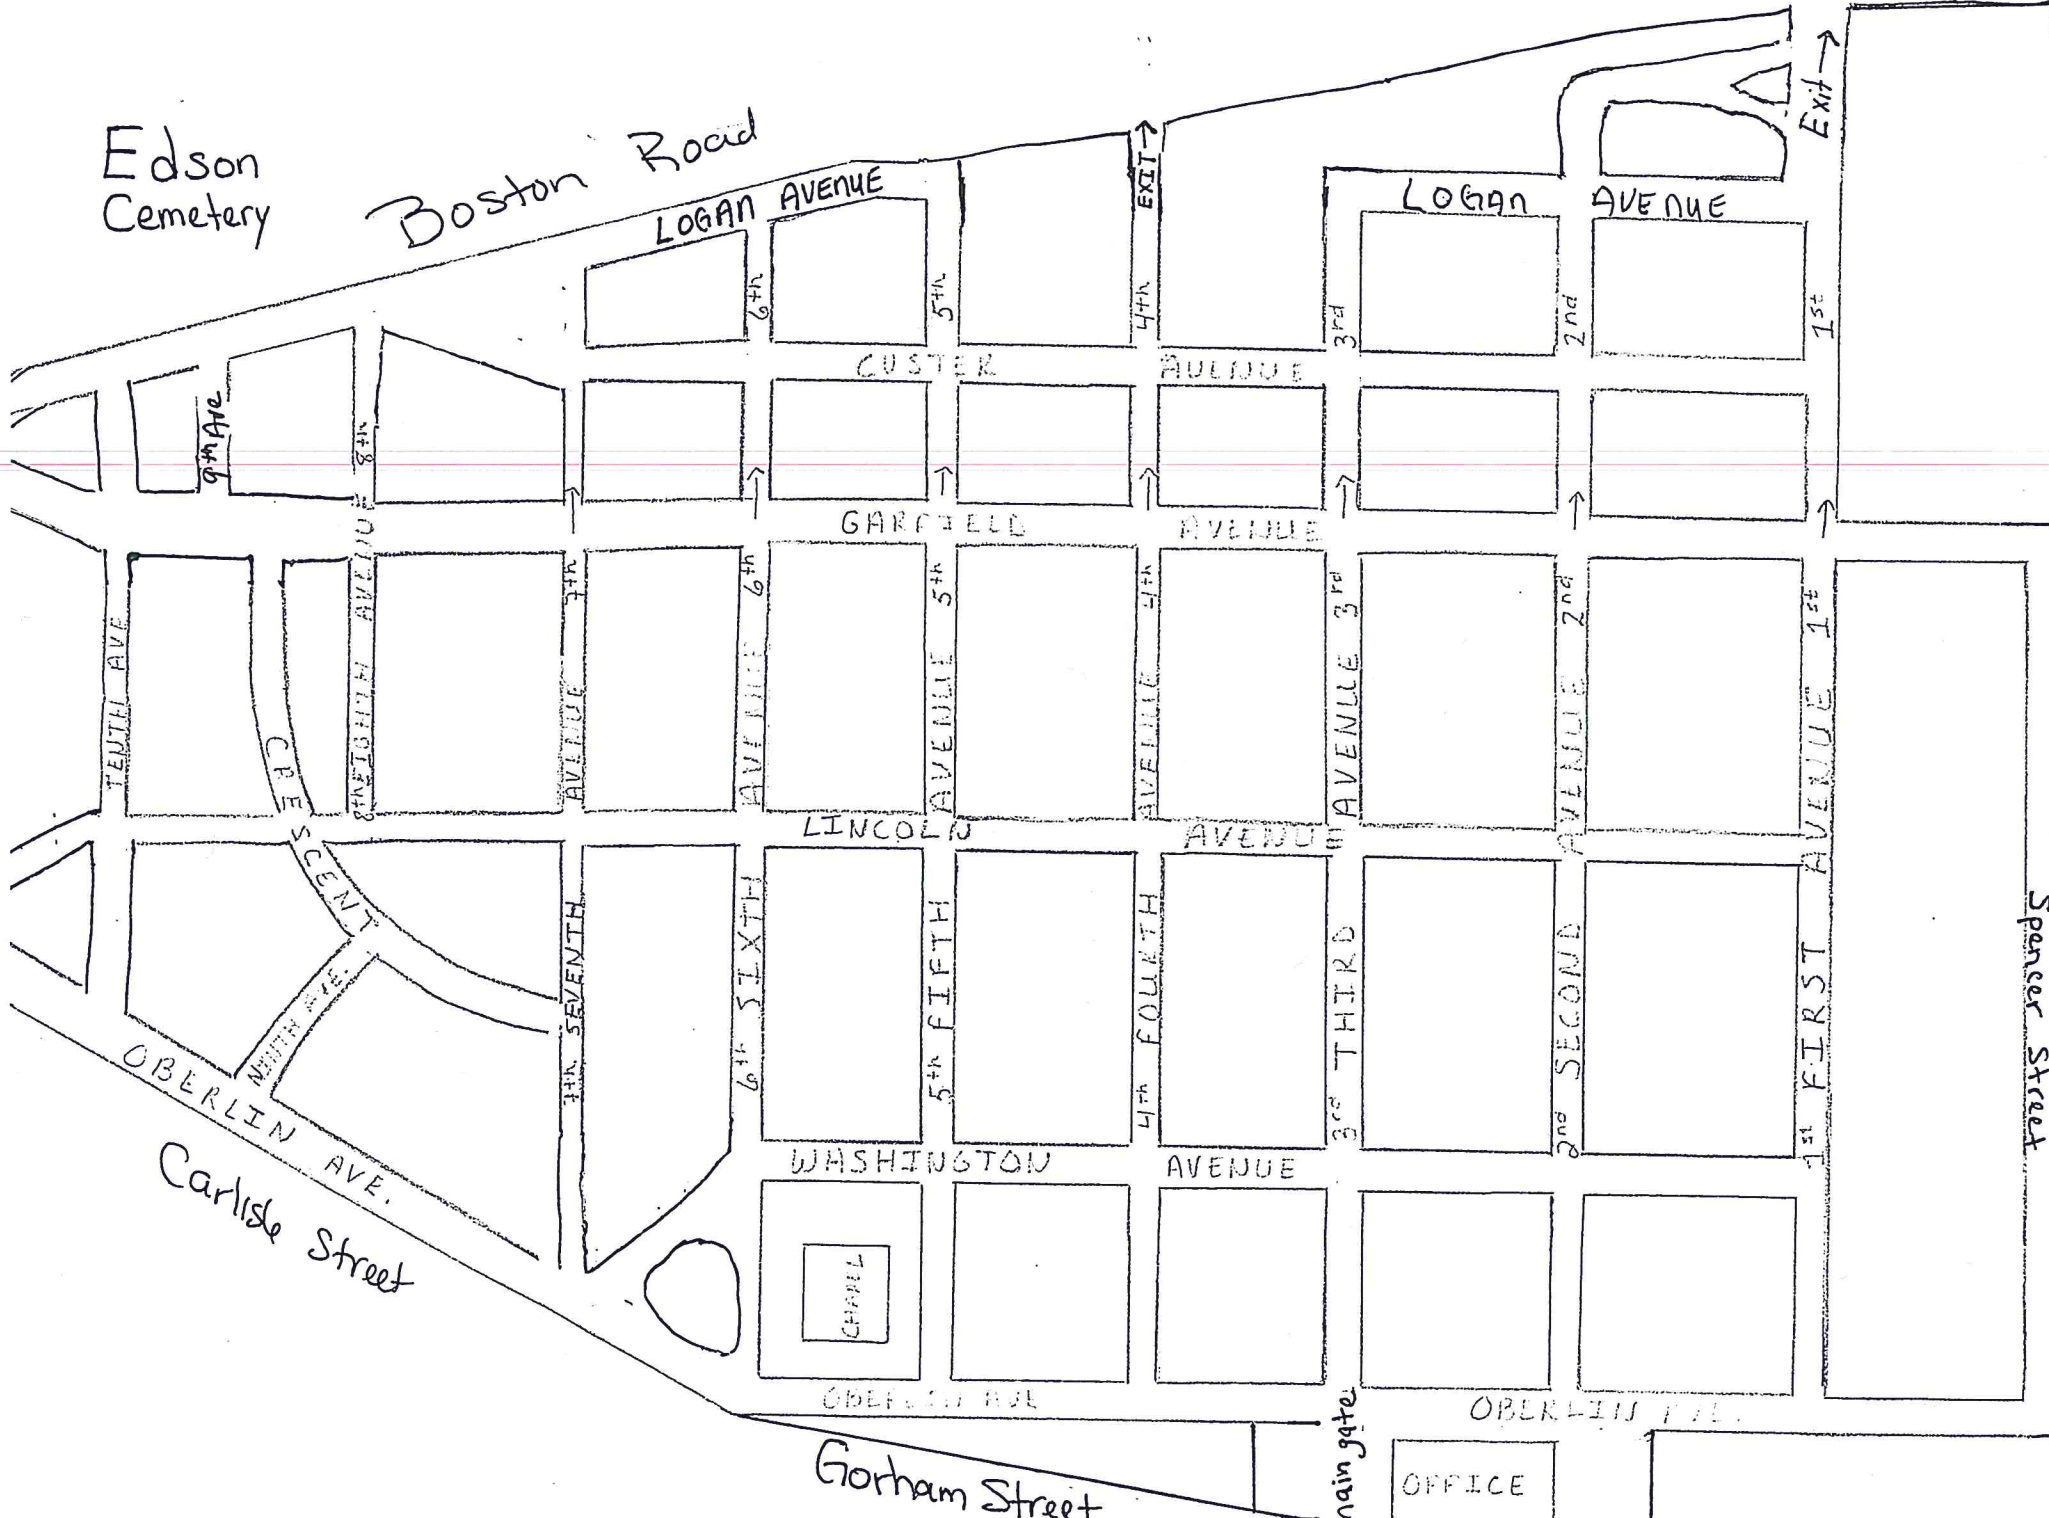 Edson
Cemetery
Boston Road
Exit
EXIT
LOGAN AVENUE
LOGAN AVENUE
6th
5th
4th
3rd
2nd
1st
CUSTER AVENUE
9th Ave
8th
GARFIELD AVENUE
TENTH AVE
CRESCENT
8th EIGHTH AVENUE
AVENUE 7th
AVENUE 6th
AVENUE 5th
AVENUE 4th
AVENUE 3rd
AVENUE 2nd
AVENUE 1st
LINCOLN AVENUE
NINTH AVE.
7th SEVENTH
6th SIXTH
5th FIFTH
4th FOURTH
3rd THIRD
2nd SECOND
1st FIRST
Spencer Street
OBERLIN AVE.
Carlisle Street
WASHINGTON AVENUE
CHAPEL
OBERLIN AVE
OBERLIN AVE.
main gate
Gorham Street
OFFICE